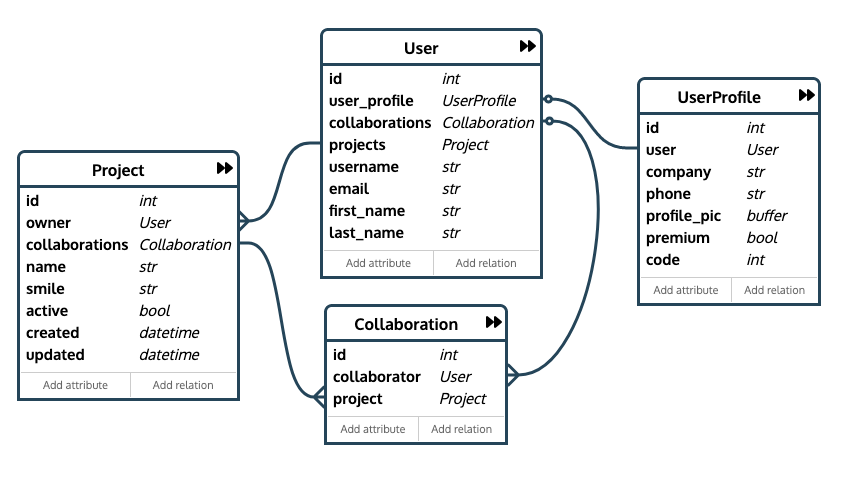 User
id int
user_profile UserProfile
collaborations Collaboration
projects Project
username str
email str
first_name str
last_name str
Add attribute Add relation
UserProfile
id int
user User
company str
phone str
profile_pic buffer
premium bool
code int
Add attribute Add relation
Project
id int
owner User
collaborations Collaboration
name str
smile str
active bool
created datetime
updated datetime
Add attribute Add relation
Collaboration
id int
collaborator User
project Project
Add attribute Add relation